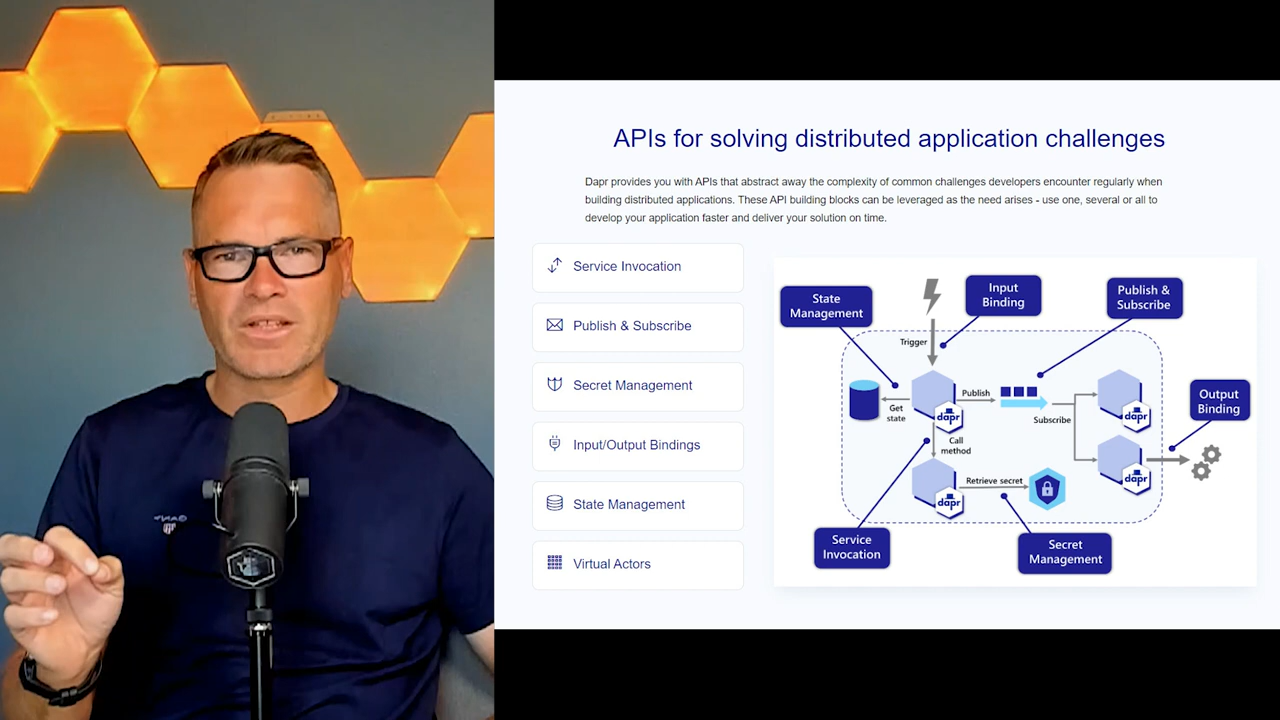 APIs for solving distributed application challenges
Dapr provides you with APIs that abstract away the complexity of common challenges developers encounter regularly when
building distributed applications. These API building blocks can be leveraged as the need arises - use one, several or all to
develop your application faster and deliver your solution on time.
Service Invocation
Publish & Subscribe
Secret Management
Input/Output Bindings
State Management
Virtual Actors
State
Management
Input
Binding
Publish &
Subscribe
Trigger
Output
Binding
Get
state
Publish
Subscribe
dapr
dapr
Call
method
dapr
Retrieve secret
dapr
Service
Invocation
Secret
Management